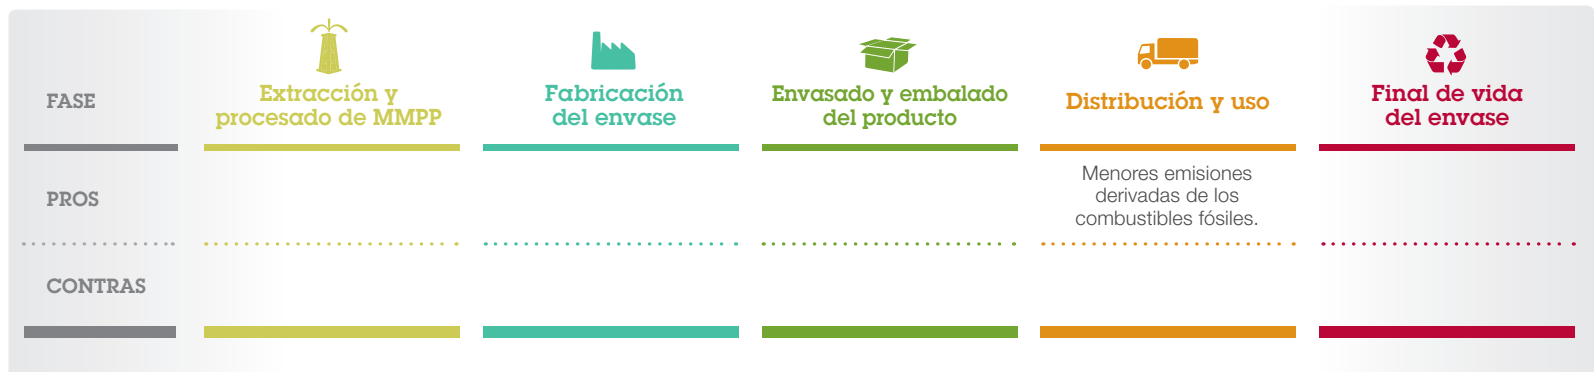 FASE
Extracción y
procesado de MMPP
Fabricación
del envase
Envasado y embalado
del producto
Distribución y uso
Final de vida
del envase
PROS
Menores emisiones
derivadas de los
combustibles fósiles.
CONTRAS